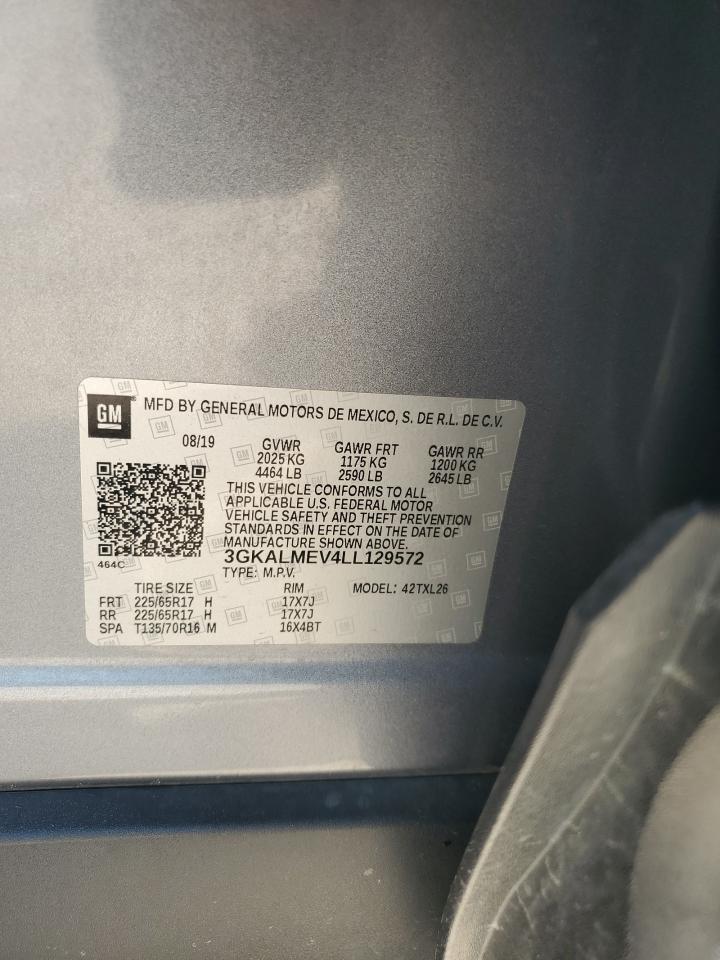 GM MFD BY GENERAL MOTORS DE MEXICO, S. DE R.L. DE C.V.
08/19 GVWR GAWR FRT GAWR RR
2025 KG 1175 KG 1200 KG
4464 LB 2590 LB 2645 LB
THIS VEHICLE CONFORMS TO ALL
APPLICABLE U.S. FEDERAL MOTOR
VEHICLE SAFETY AND THEFT PREVENTION
STANDARDS IN EFFECT ON THE DATE OF
MANUFACTURE SHOWN ABOVE.
464C 3GKALMEV4LL129572
TYPE: M.P.V.
TIRE SIZE RIM MODEL: 42TXL26
FRT 225/65R17 H 17X7J
RR 225/65R17 H 17X7J
SPA T135/70R16 M 16X4BT